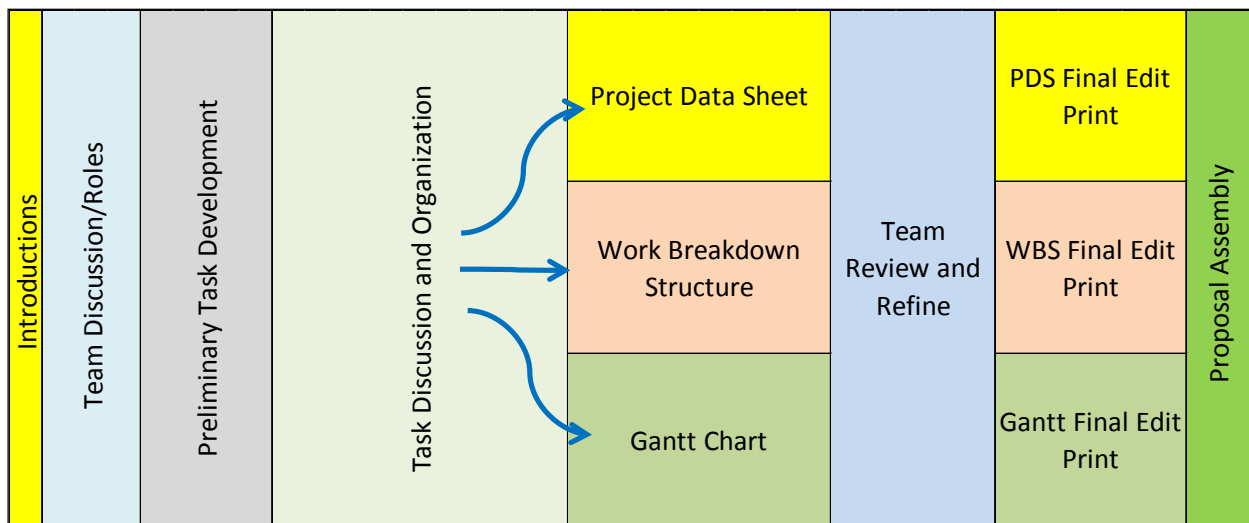 Introductions
Team Discussion/Roles
Preliminary Task Development
Task Discussion and Organization
Project Data Sheet
Work Breakdown
Structure
Gantt Chart
Team
Review and
Refine
PDS Final Edit
Print
WBS Final Edit
Print
Gantt Final Edit
Print
Proposal Assembly